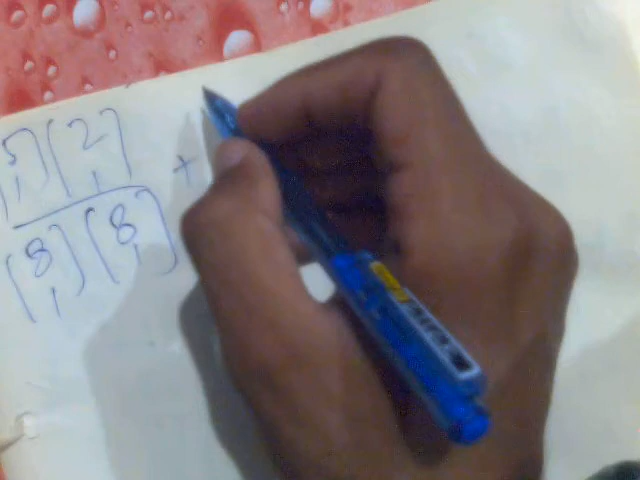 (5 1) (2 1) +
(8 1) (8 1)